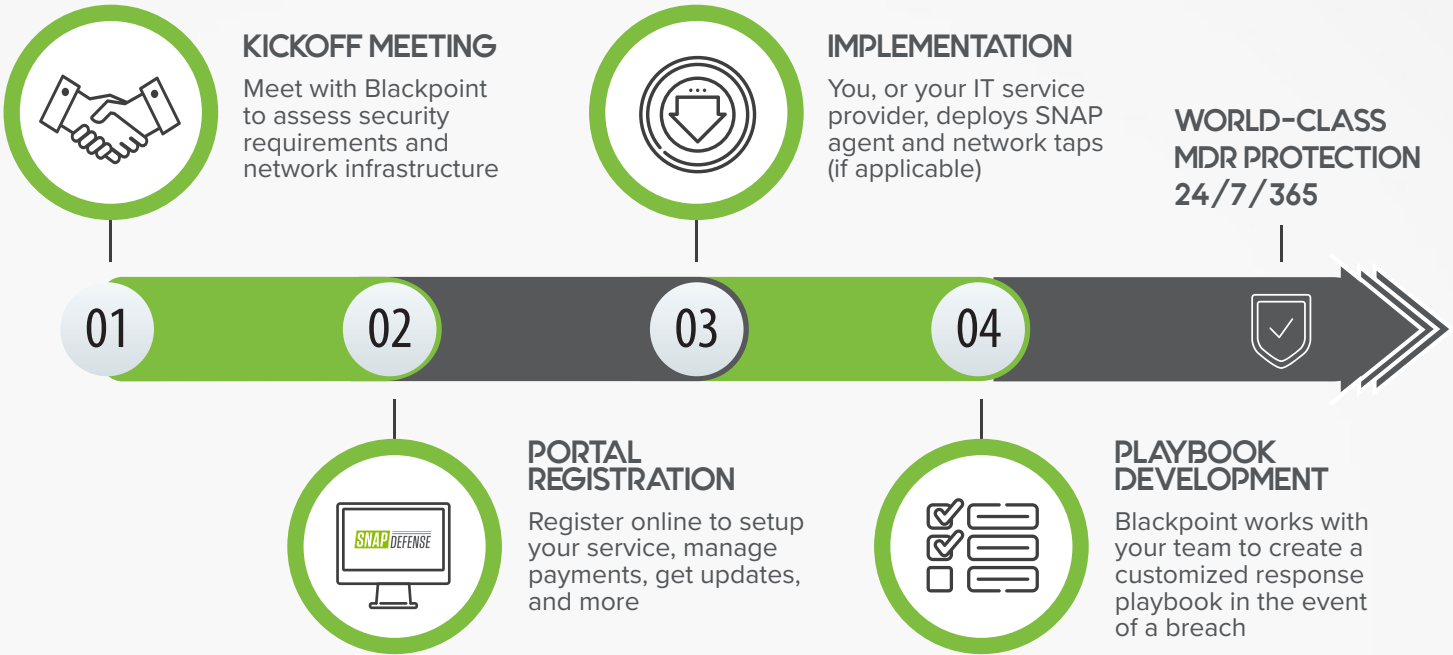 KICKOFF MEETING
Meet with Blackpoint
to assess security
requirements and
network infrastructure
IMPLEMENTATION
You, or your IT service
provider, deploys SNAP
agent and network taps
(if applicable)
WORLD-CLASS
MDR PROTECTION
24/7/365
01
02
03
04
SNAP DEFENSE
PORTAL
REGISTRATION
Register online to setup
your service, manage
payments, get updates,
and more
PLAYBOOK
DEVELOPMENT
Blackpoint works with
your team to create a
customized response
playbook in the event
of a breach